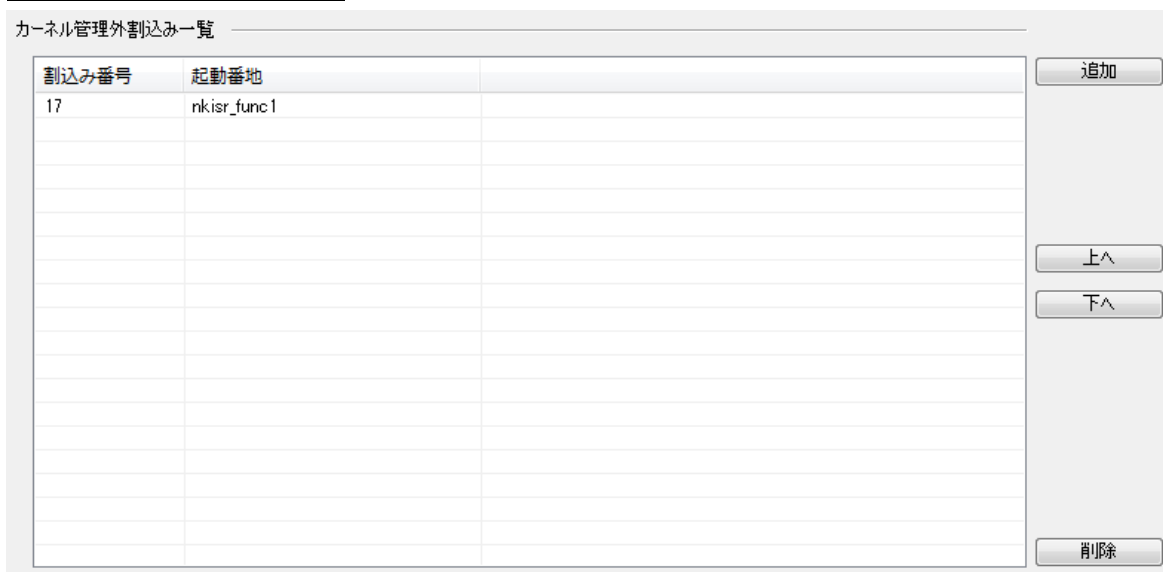 カーネル管理外割込み一覧
割込み番号 起動番地
17 nkisr_func1
追加
上へ
下へ
削除